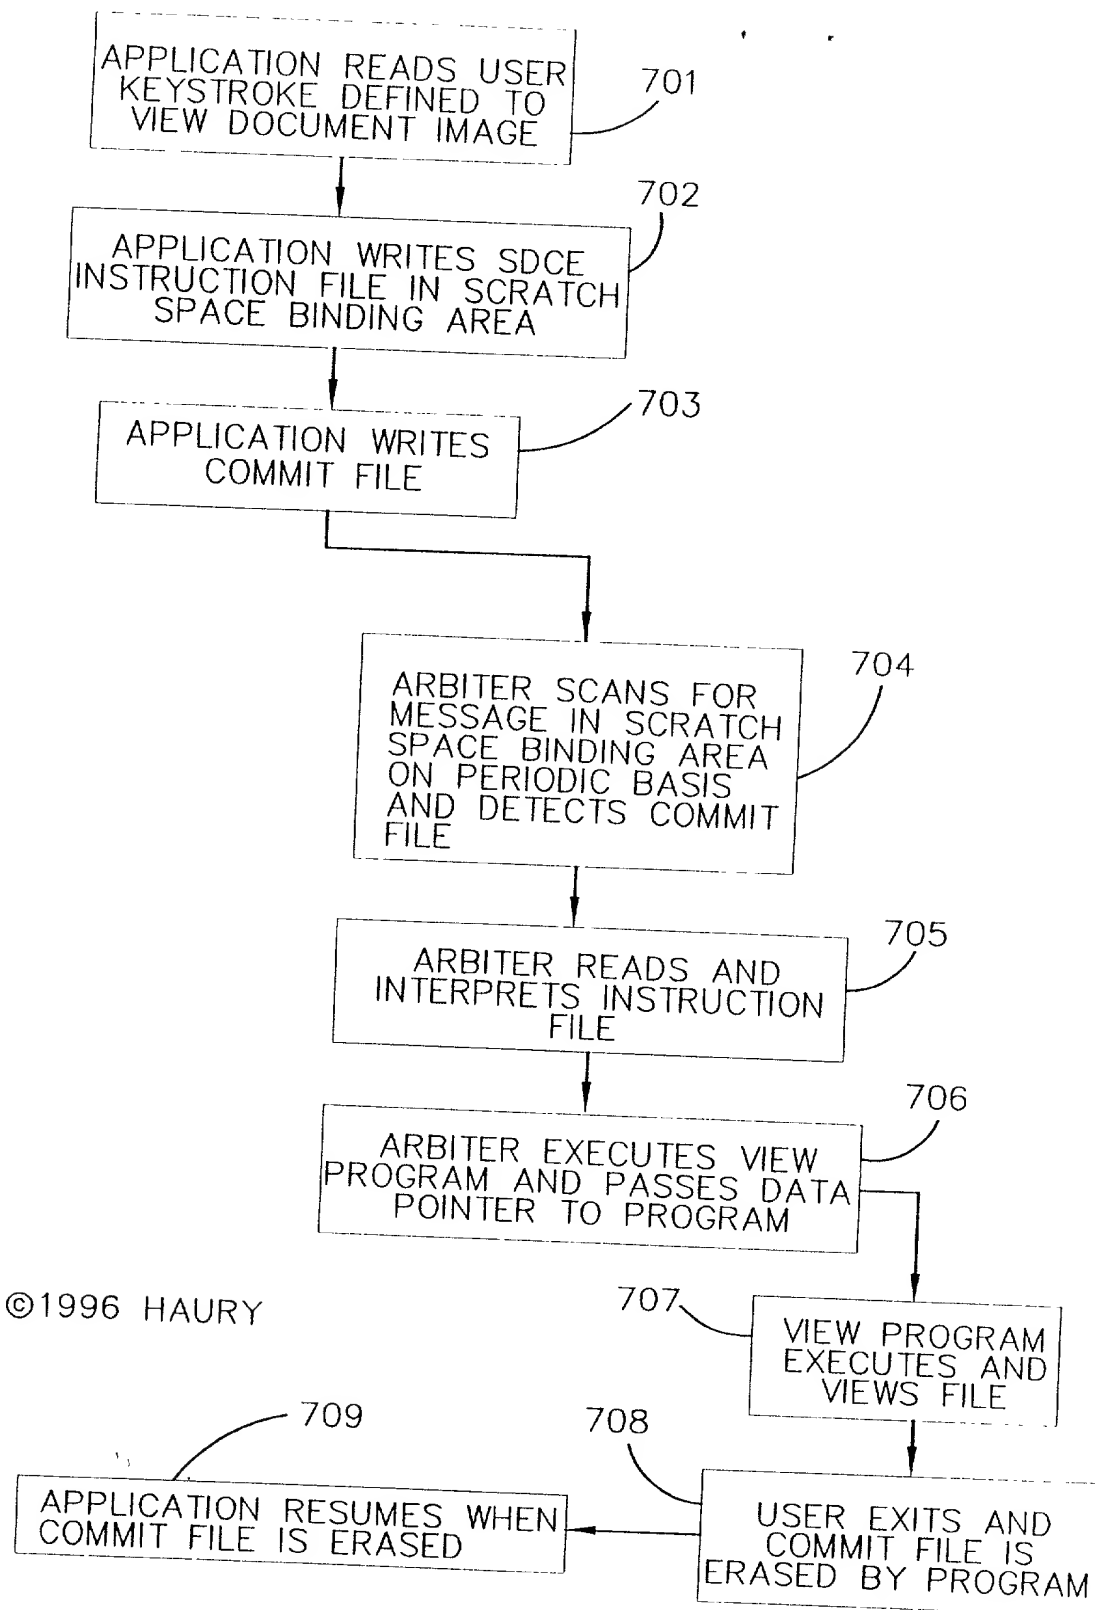 APPLICATION READS USER
KEYSTROKE DEFINED TO
VIEW DOCUMENT IMAGE
701
702
APPLICATION WRITES SDCE
INSTRUCTION FILE IN SCRATCH
SPACE BINDING AREA
703
APPLICATION WRITES
COMMIT FILE
704
ARBITER SCANS FOR
MESSAGE IN SCRATCH
SPACE BINDING AREA
ON PERIODIC BASIS
AND DETECTS COMMIT
FILE
705
ARBITER READS AND
INTERPRETS INSTRUCTION
FILE
706
ARBITER EXECUTES VIEW
PROGRAM AND PASSES DATA
POINTER TO PROGRAM
©1996 HAURY
707
VIEW PROGRAM
EXECUTES AND
VIEWS FILE
708
USER EXITS AND
COMMIT FILE IS
ERASED BY PROGRAM
709
APPLICATION RESUMES WHEN
COMMIT FILE IS ERASED